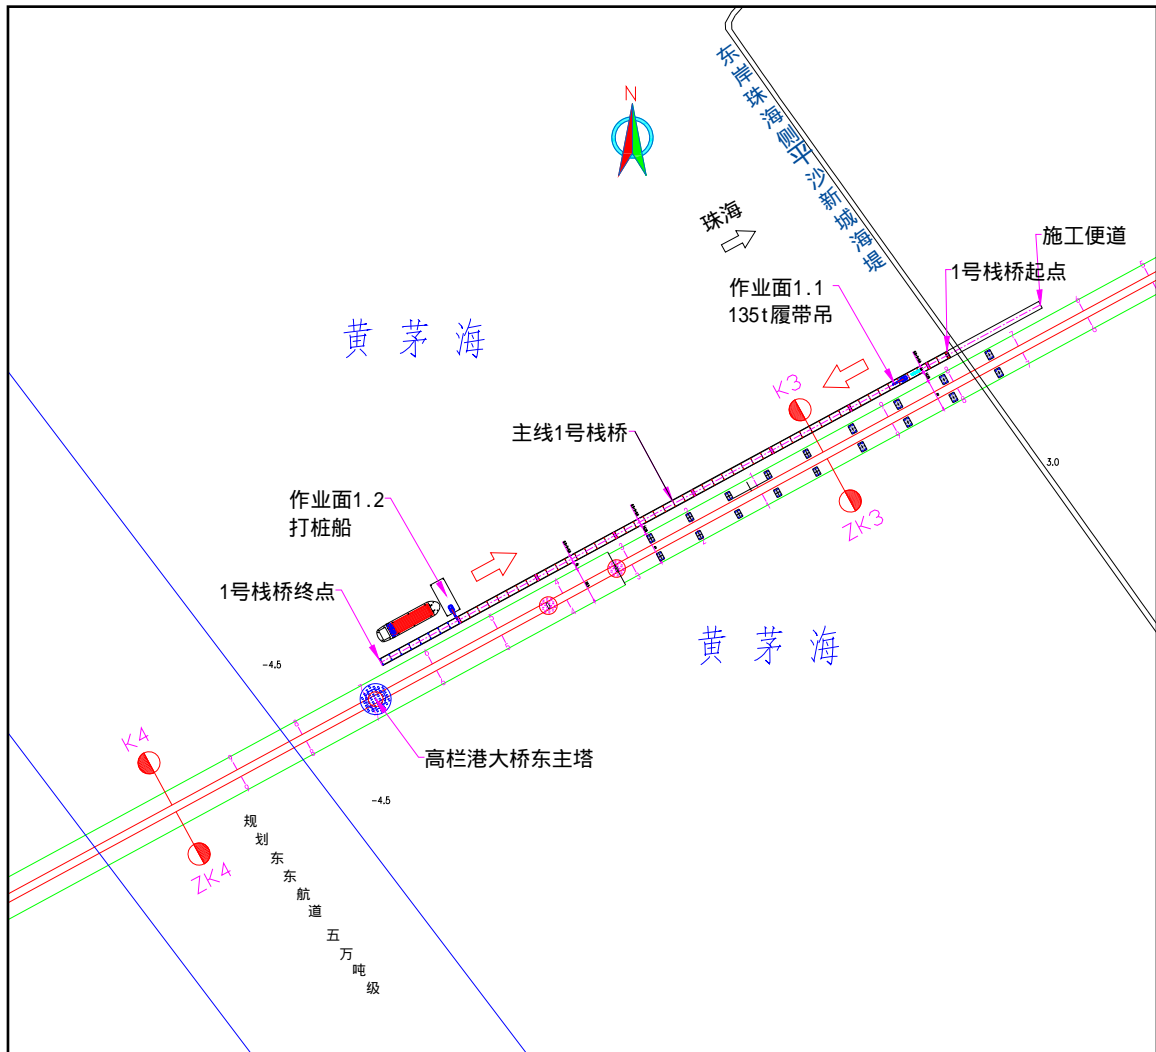 N
东岸珠海侧平沙新城海堤
珠海
施工便道
1号栈桥起点
作业面1.1
135t履带吊
黄茅海
K3
主线1号栈桥
3.0
作业面1.2
打桩船
ZK3
1号栈桥终点
黄茅海
-4.5
K4
高栏港大桥东主塔
-4.5
规划东东航道五万吨级
ZK4